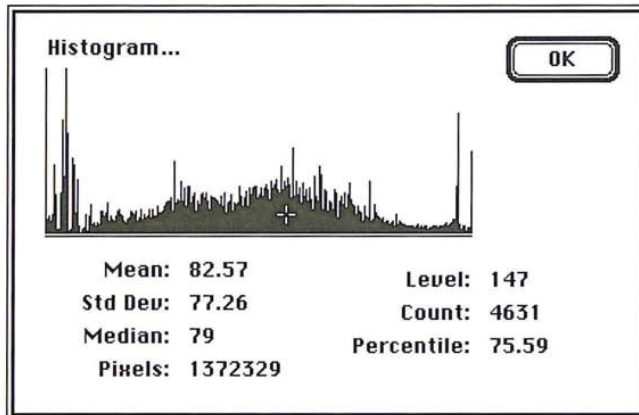 Histogram...
OK
Mean: 82.57
Std Dev: 77.26
Median: 79
Pixels: 1372329
Level: 147
Count: 4631
Percentile: 75.59